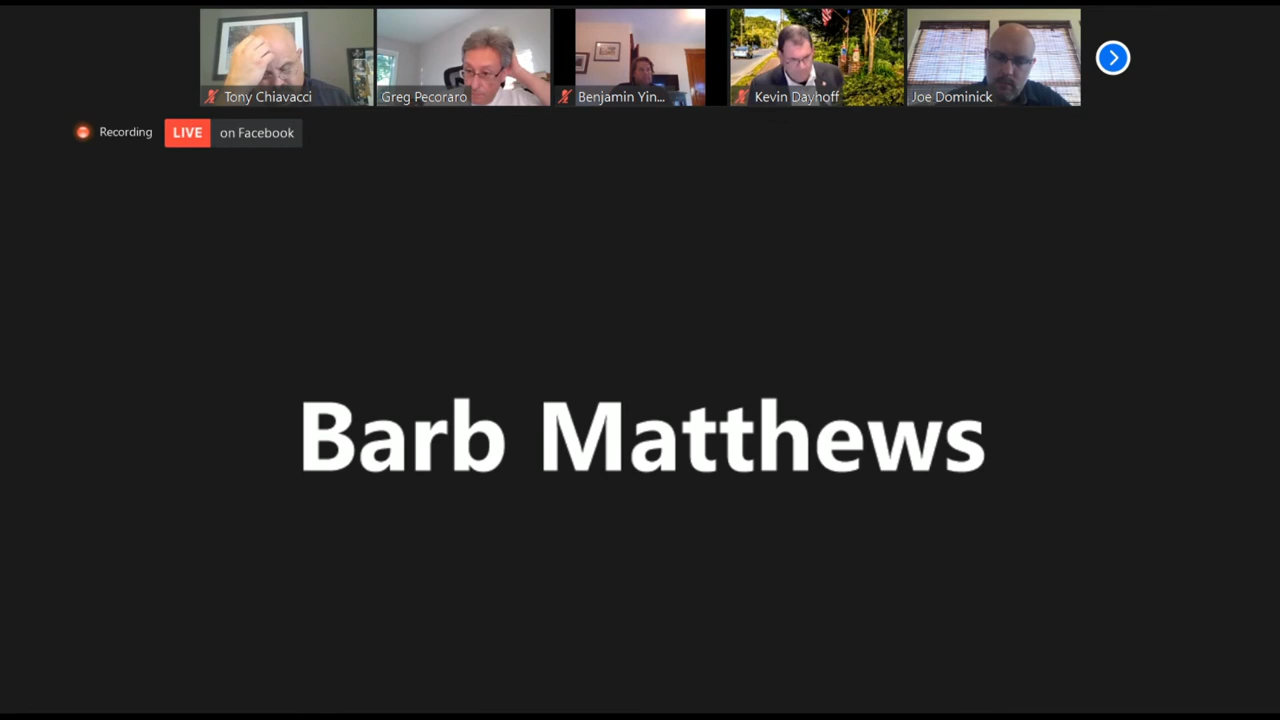 Tony Chiavacci
Greg Pecoraro
Benjamin Yin...
Kevin Dayhoff
Joe Dominick
Recording
LIVE on Facebook
Barb Matthews